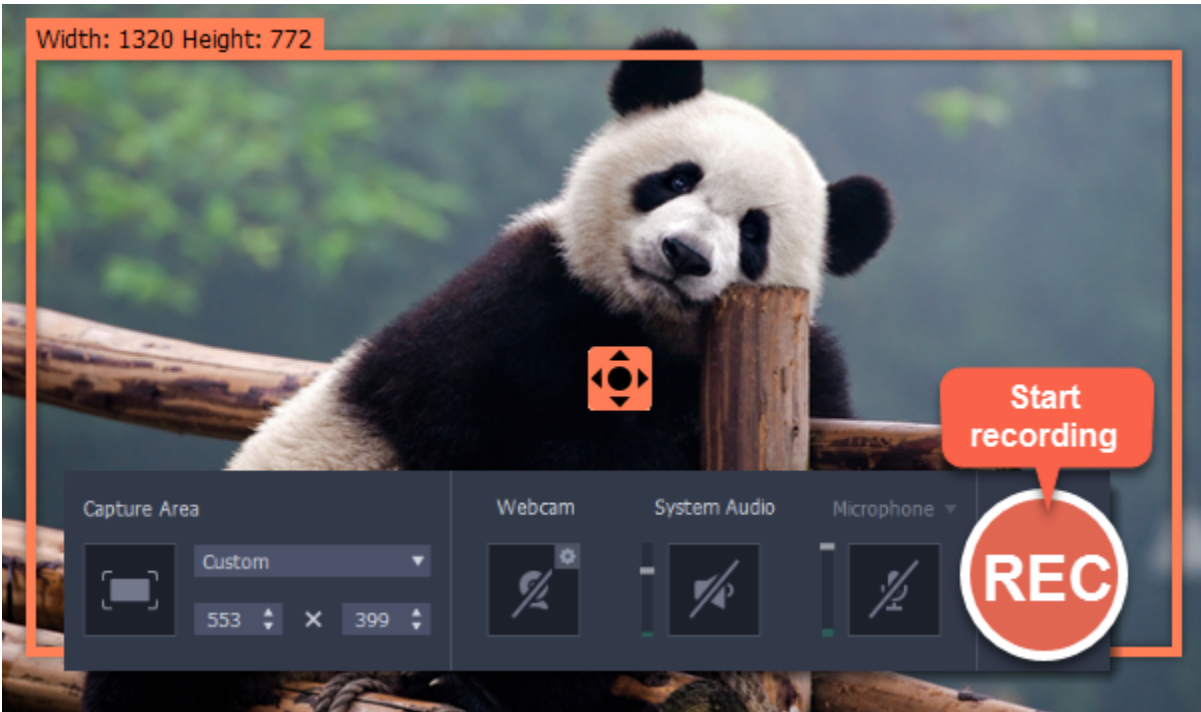 Width: 1320 Height: 772
Start
recording
Capture Area
Webcam
System Audio
Microphone
Custom
553 × 399
REC